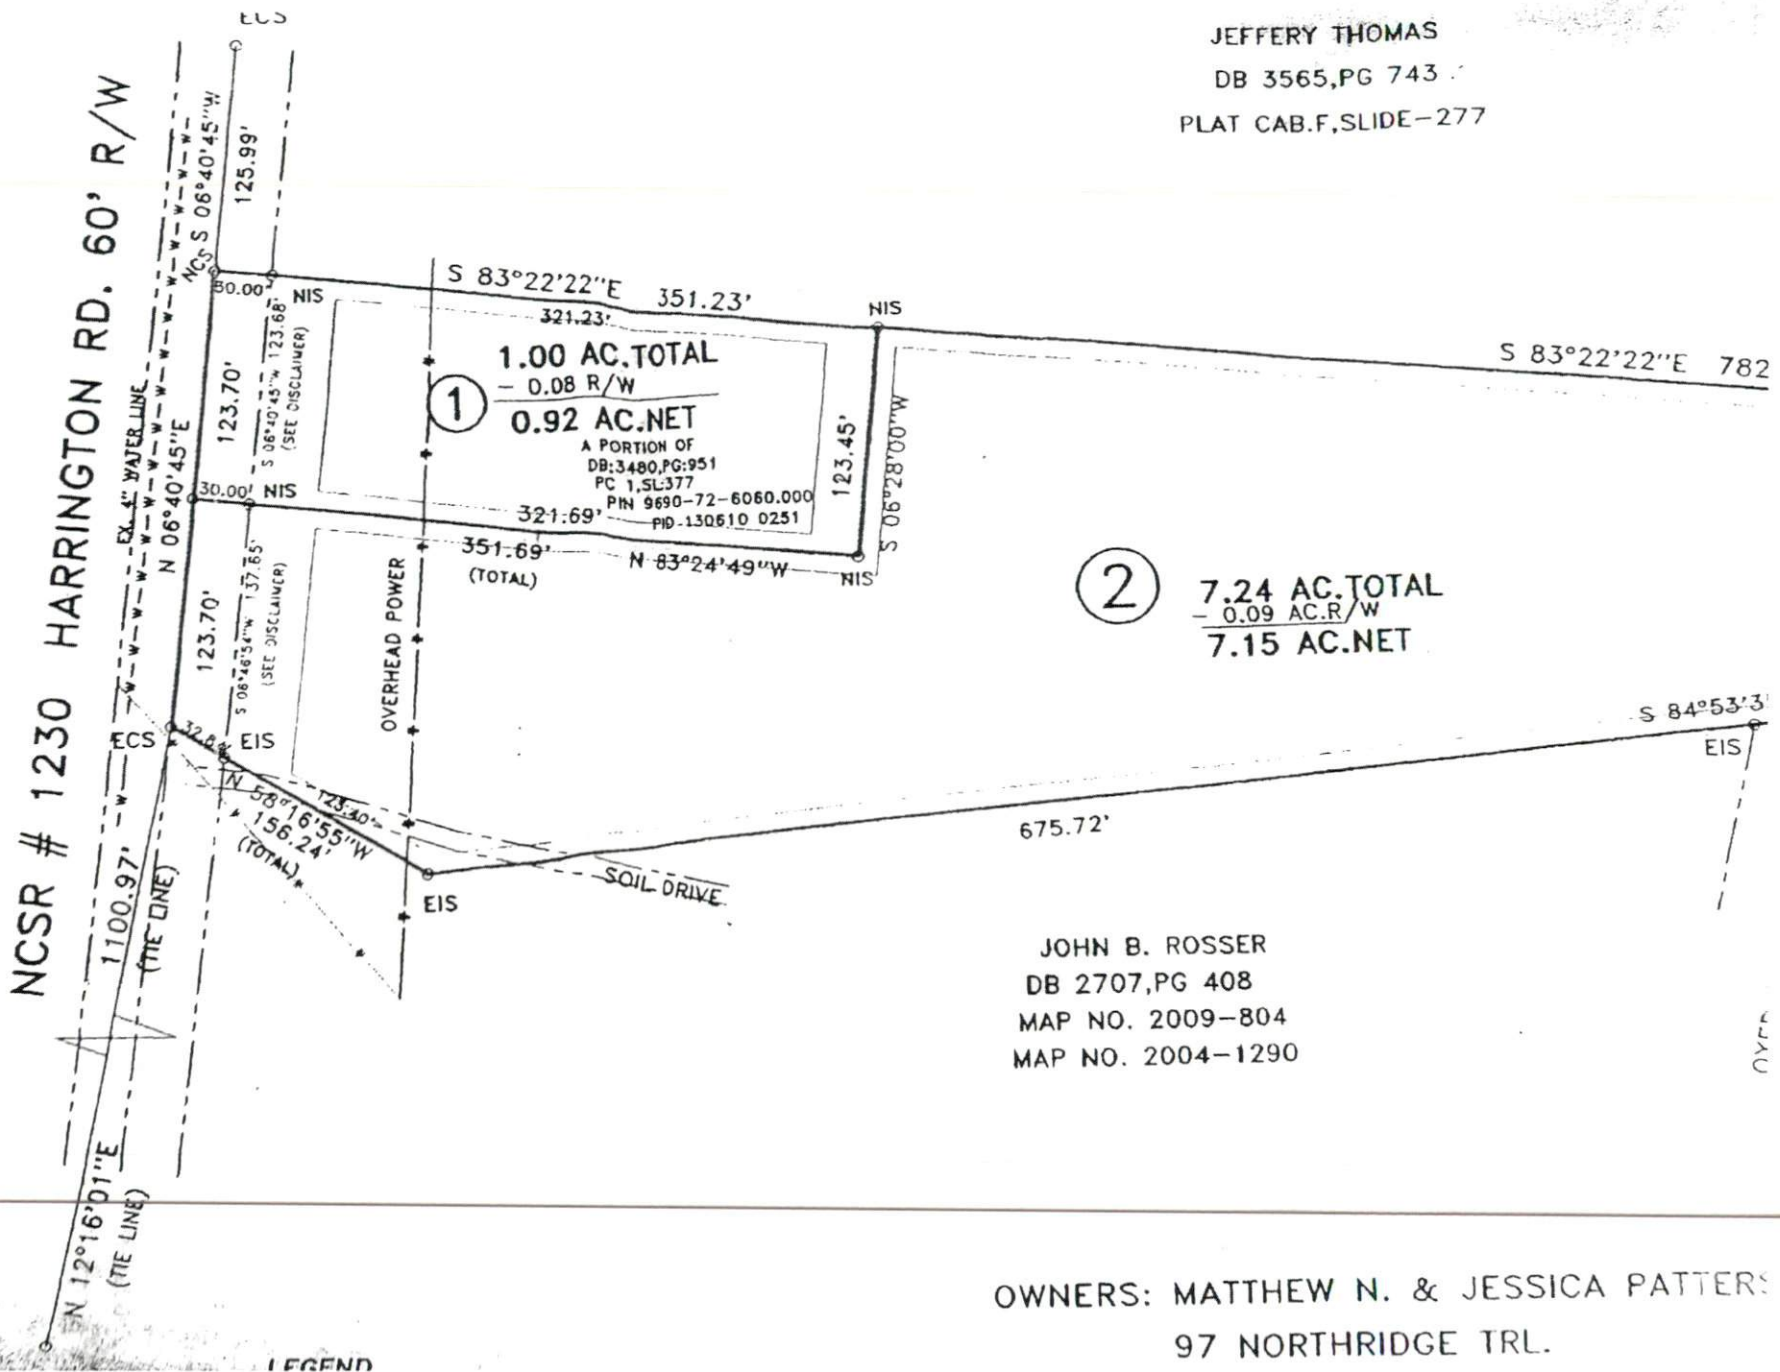 ECS
JEFFERY THOMAS
DB 3565,PG 743
PLAT CAB.F,SLIDE-277
NCSR # 1230 HARRINGTON RD. 60' R/W
S 06°40'45"W
125.99'
NCS
30.00'
NIS
S 83°22'22"E 351.23'
321.23'
NIS
S 83°22'22"E 782
1
1.00 AC.TOTAL
- 0.08 R/W
0.92 AC.NET
A PORTION OF
DB:3480,PG:951
PC 1,SL:377
PIN 9690-72-6060.000
PID-130610 0251
123.70'
S 06°40'45"W 123.68'
(SEE DISCLAIMER)
EX. 4" WATER LINE
N 06°40'45"E
123.45'
S 06°28'00"W
30.00'
NIS
321.69'
351.69'
(TOTAL)
N 83°24'49"W
NIS
2
7.24 AC.TOTAL
- 0.09 AC.R/W
7.15 AC.NET
123.70'
S 06°46'54"W 137.65'
(SEE DISCLAIMER)
OVERHEAD POWER
ECS
EIS
N 58°16'55"W
123.40'
156.24'
(TOTAL)
EIS
SOIL DRIVE
675.72'
S 84°53'3
EIS
1100.97'
(TIE LINE)
JOHN B. ROSSER
DB 2707,PG 408
MAP NO. 2009-804
MAP NO. 2004-1290
N 12°16'01"E
(TIE LINE)
OWNERS: MATTHEW N. & JESSICA PATTERS
97 NORTHRIDGE TRL.
LEGEND